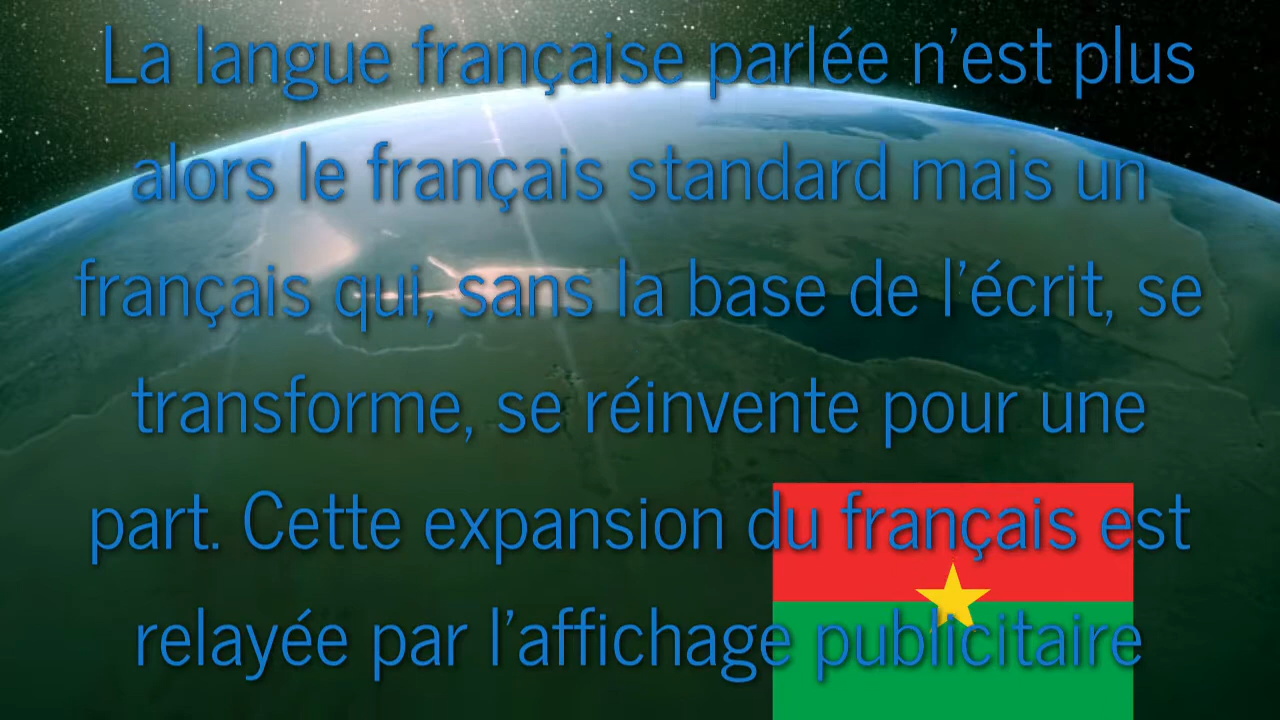 La langue française parlée n’est plus
alors le français standard mais un
français qui, sans la base de l’écrit, se
transforme, se réinvente pour une
part. Cette expansion du français est
relayée par l’affichage publicitaire